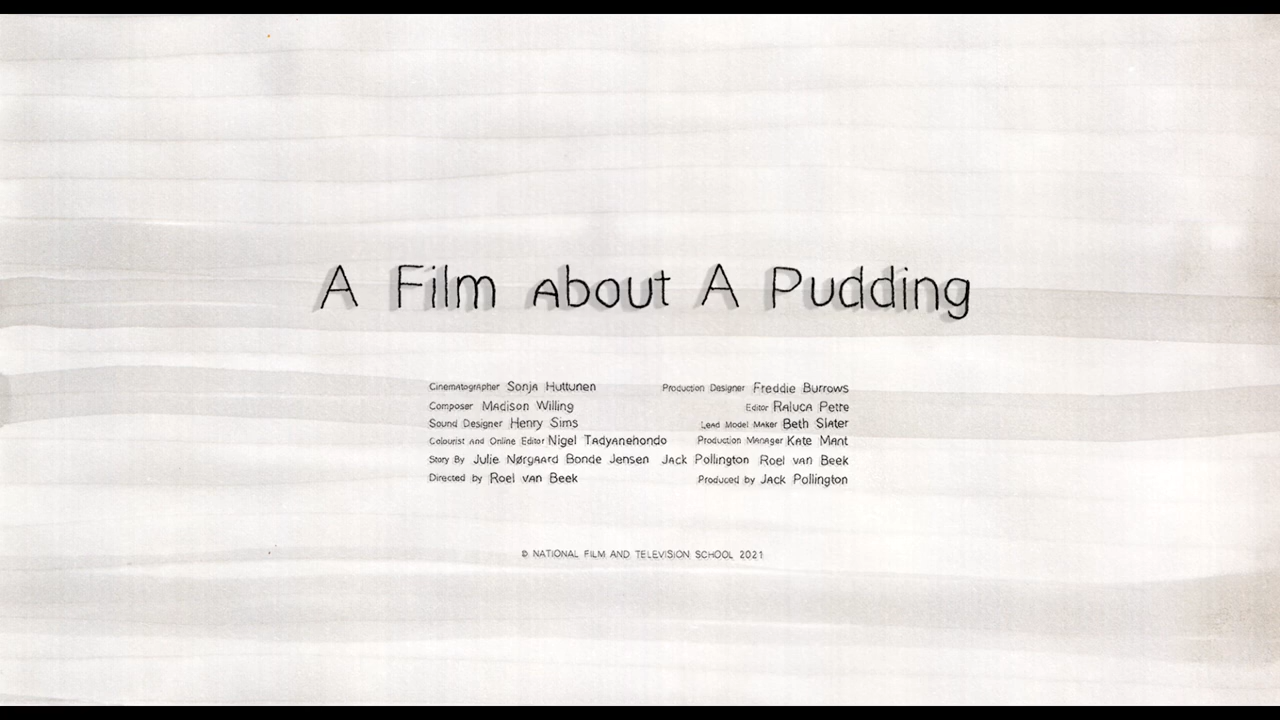 A Film about A Pudding
Cinematographer Sonja Huttunen Production Designer Freddie Burrows
Composer Madison Willing Editor Raluca Petre
Sound Designer Henry Sims Lead Model Maker Beth Slater
Colourist And Online Editor Nigel Tadyanehondo Production Manager Kate Mant
Story By Julie Nørgaard Bonde Jensen Jack Pollington Roel van Beek
Directed by Roel van Beek Produced by Jack Pollington
© NATIONAL FILM AND TELEVISION SCHOOL 2021